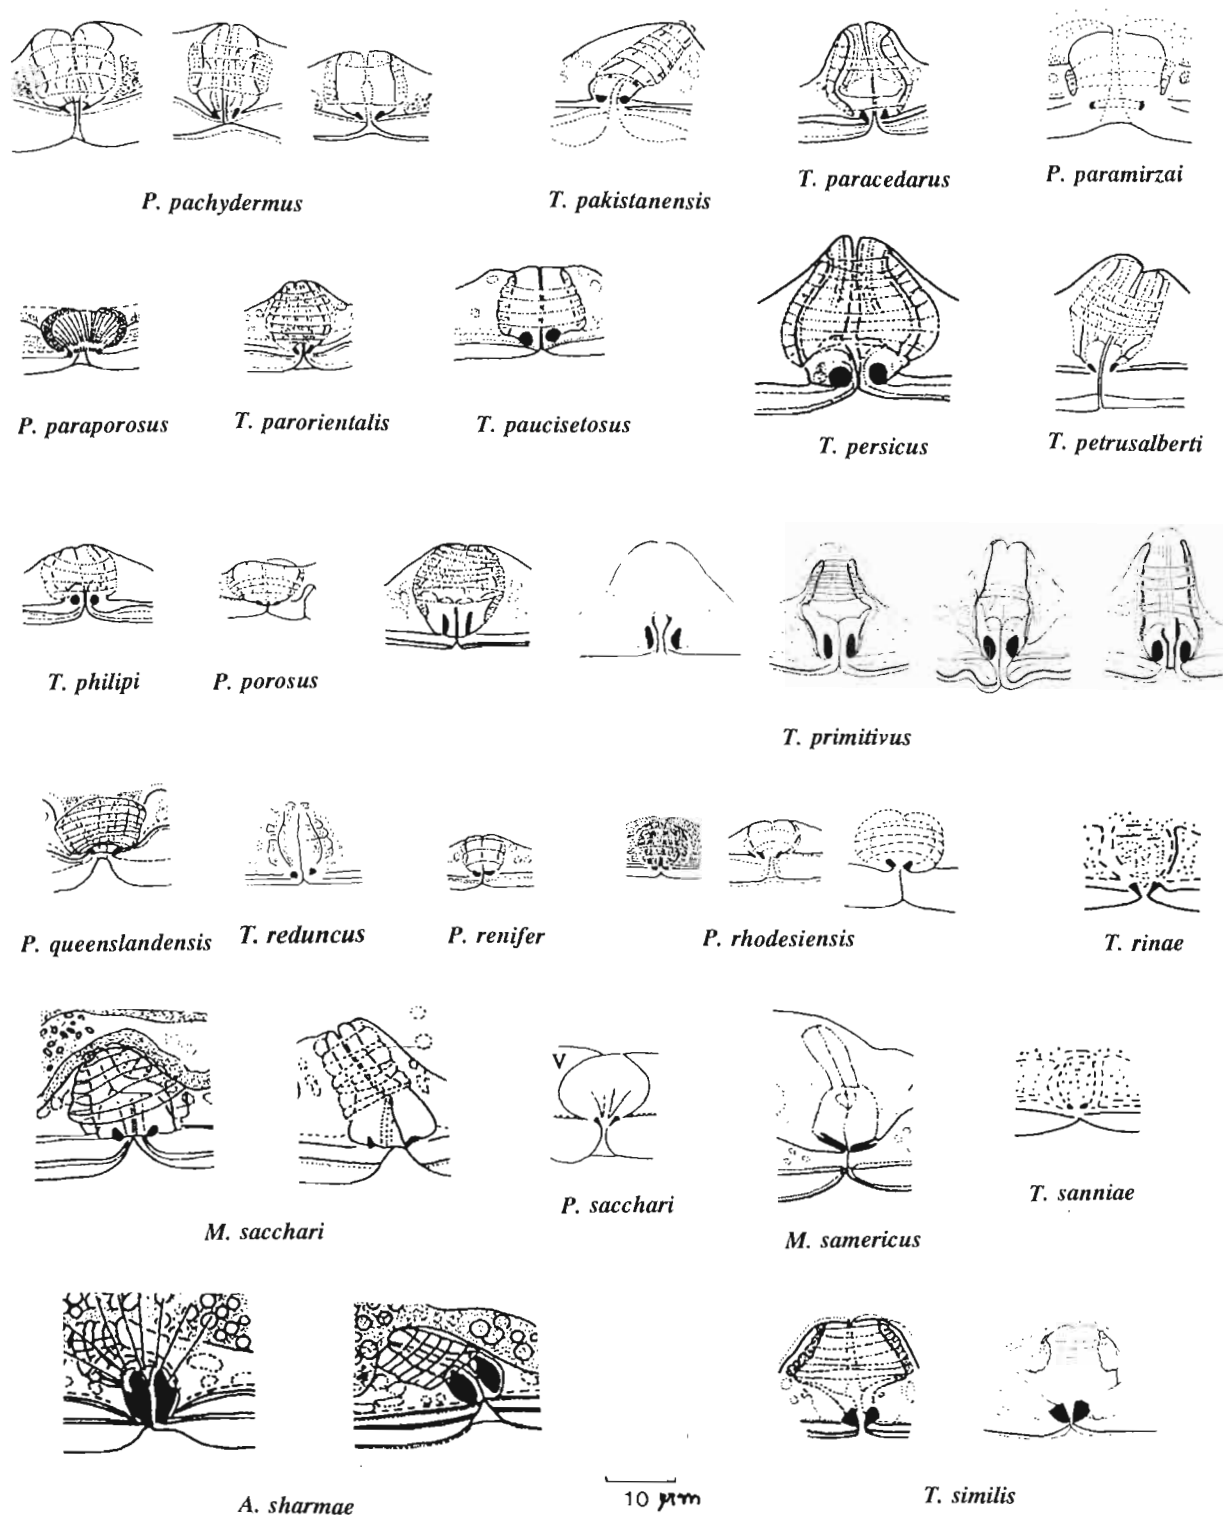 P. pachydermus
T. pakistanensis
T. paracedarus
P. paramirzai
P. paraporosus
T. parorientalis
T. paucisetosus
T. persicus
T. petrusalberti
T. philipi
P. porosus
T. primitivus
P. queenslandensis
T. reduncus
P. renifer
P. rhodesiensis
T. rinae
V
M. sacchari
P. sacchari
M. samericus
T. sanniae
A. sharmae
10 µm
T. similis